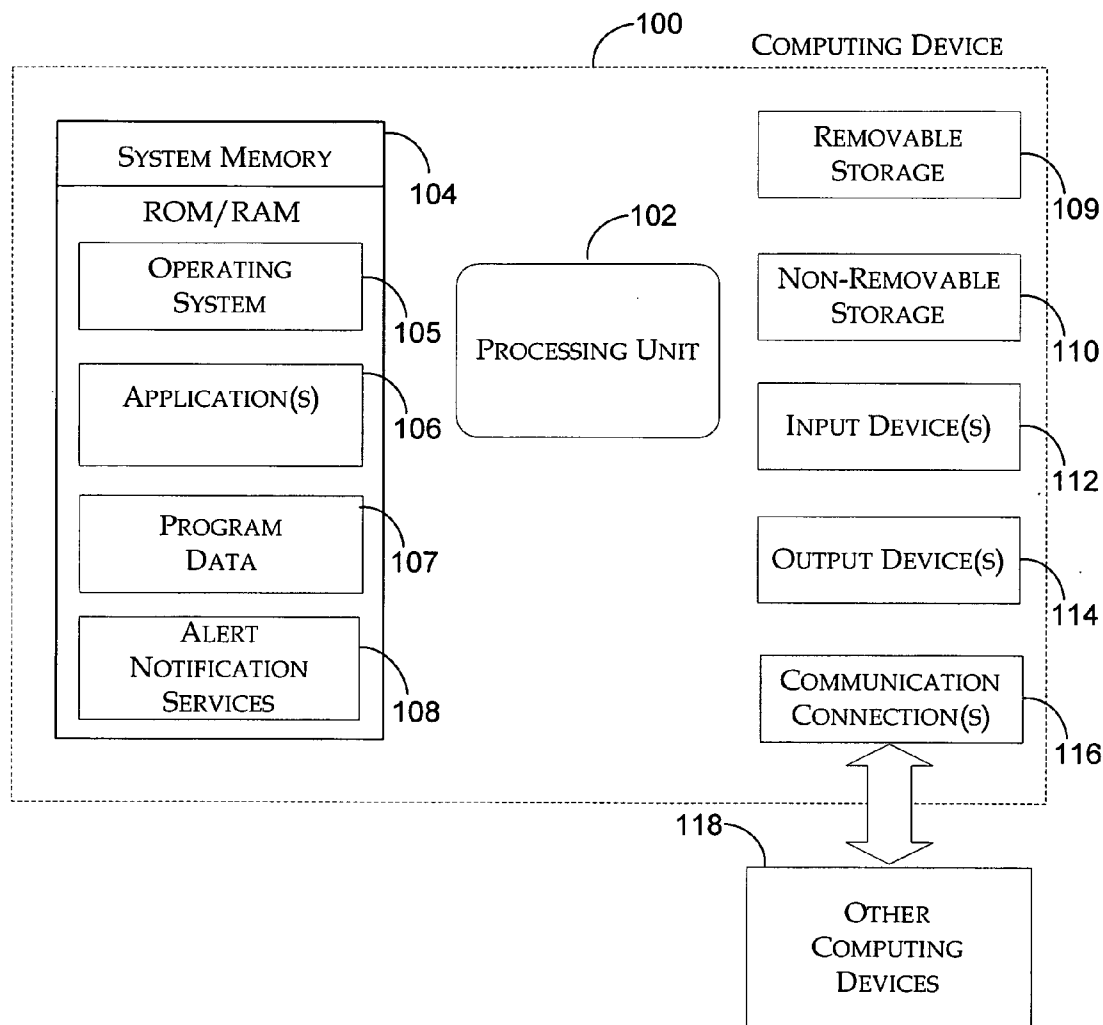 100
COMPUTING DEVICE
SYSTEM MEMORY
104
ROM/RAM
OPERATING
SYSTEM
105
APPLICATION(S)
106
PROGRAM
DATA
107
ALERT
NOTIFICATION
SERVICES
108
102
PROCESSING UNIT
REMOVABLE
STORAGE
109
NON-REMOVABLE
STORAGE
110
INPUT DEVICE(S)
112
OUTPUT DEVICE(S)
114
COMMUNICATION
CONNECTION(S)
116
118
OTHER
COMPUTING
DEVICES